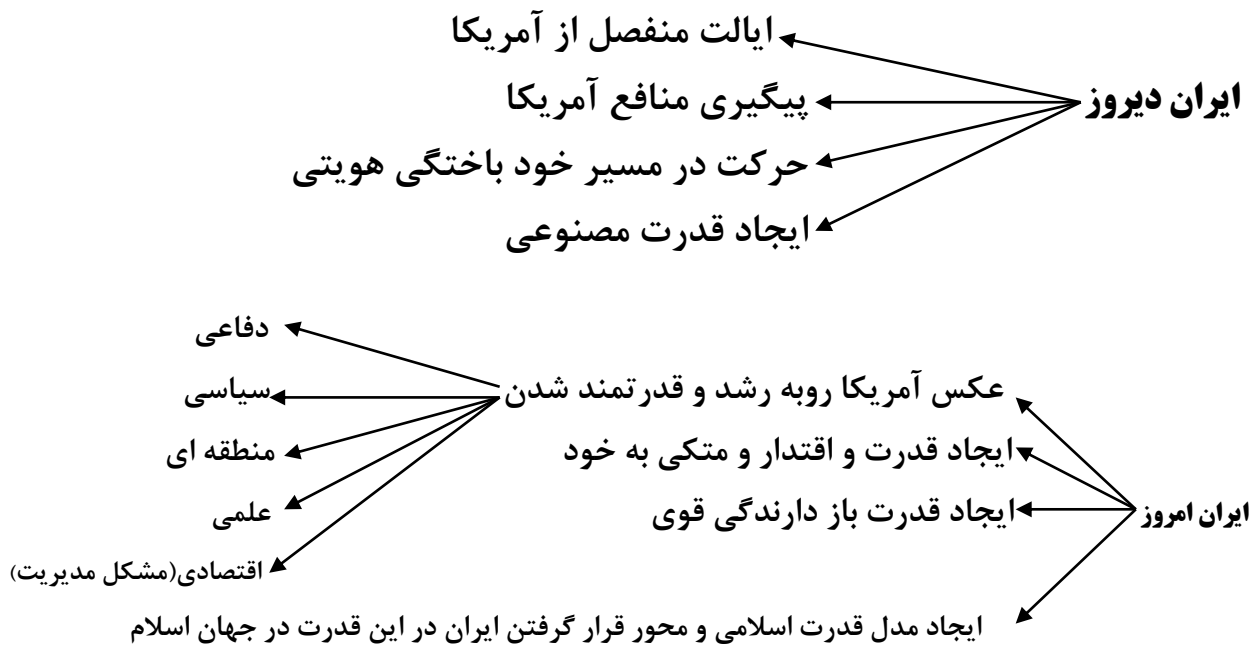 ایران دیروز
ایالت منفصل از آمریکا
پیگیری منافع آمریکا
حرکت در مسیر خود باختگی هویتی
ایجاد قدرت مصنوعی
ایران امروز
عکس آمریکا روبه رشد و قدرتمند شدن
دفاعی
سیاسی
منطقه ای
علمی
اقتصادی(مشکل مدیریت)
ایجاد قدرت و اقتدار و متکی به خود
ایجاد قدرت باز دارندگی قوی
ایجاد مدل قدرت اسلامی و محور قرار گرفتن ایران در این قدرت در جهان اسلام